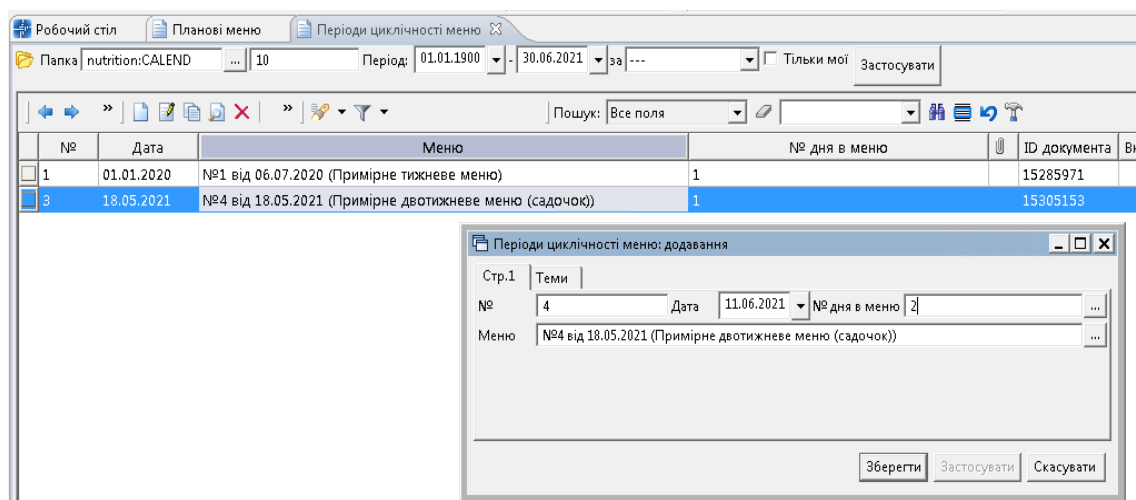 Робочий стіл Планові меню Періоди циклічності меню
Папка nutrition:CALEND ... 10 Період: 01.01.1900 - 30.06.2021 за --- Тільки мої Застосувати
» » Пошук: Все поля
№ Дата Меню № дня в меню ID документа
1 01.01.2020 №1 від 06.07.2020 (Примірне тижневе меню) 1 15285971
3 18.05.2021 №4 від 18.05.2021 (Примірне двотижневе меню (садочок)) 1 15305153
Періоди циклічності меню: додавання
Стр.1 Теми
№ 4 Дата 11.06.2021 № дня в меню 2 ...
Меню №4 від 18.05.2021 (Примірне двотижневе меню (садочок)) ...
Зберегти Застосувати Скасувати